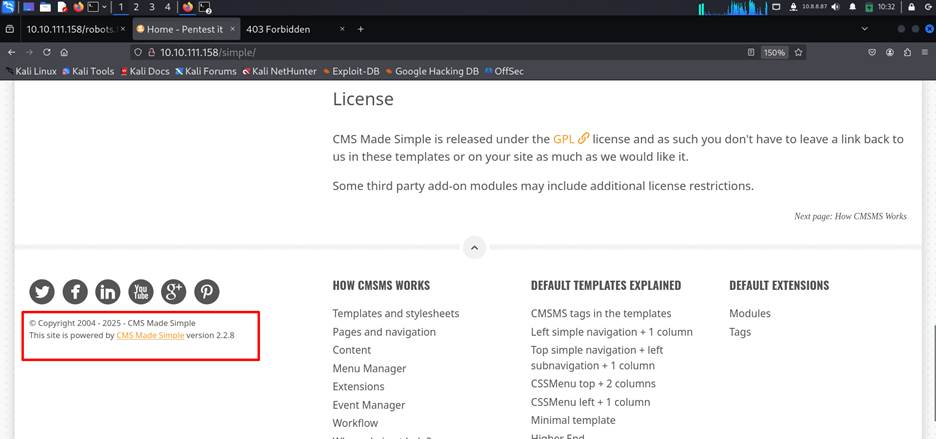 1 2 3 4 10.8.8.87 10:32
10.10.111.158/robots. Home - Pentest it 403 Forbidden
10.10.111.158/simple/ 150%
Kali Linux Kali Tools Kali Docs Kali Forums Kali NetHunter Exploit-DB Google Hacking DB OffSec
License
CMS Made Simple is released under the GPL license and as such you don't have to leave a link back to
us in these templates or on your site as much as we would like it.
Some third party add-on modules may include additional license restrictions.
Next page: How CMSMS Works
You
Tube
© Copyright 2004 - 2025 - CMS Made Simple
This site is powered by CMS Made Simple version 2.2.8
HOW CMSMS WORKS
Templates and stylesheets
Pages and navigation
Content
Menu Manager
Extensions
Event Manager
Workflow
DEFAULT TEMPLATES EXPLAINED
CMSMS tags in the templates
Left simple navigation + 1 column
Top simple navigation + left
subnavigation + 1 column
CSSMenu top + 2 columns
CSSMenu left + 1 column
Minimal template
Higher End
DEFAULT EXTENSIONS
Modules
Tags